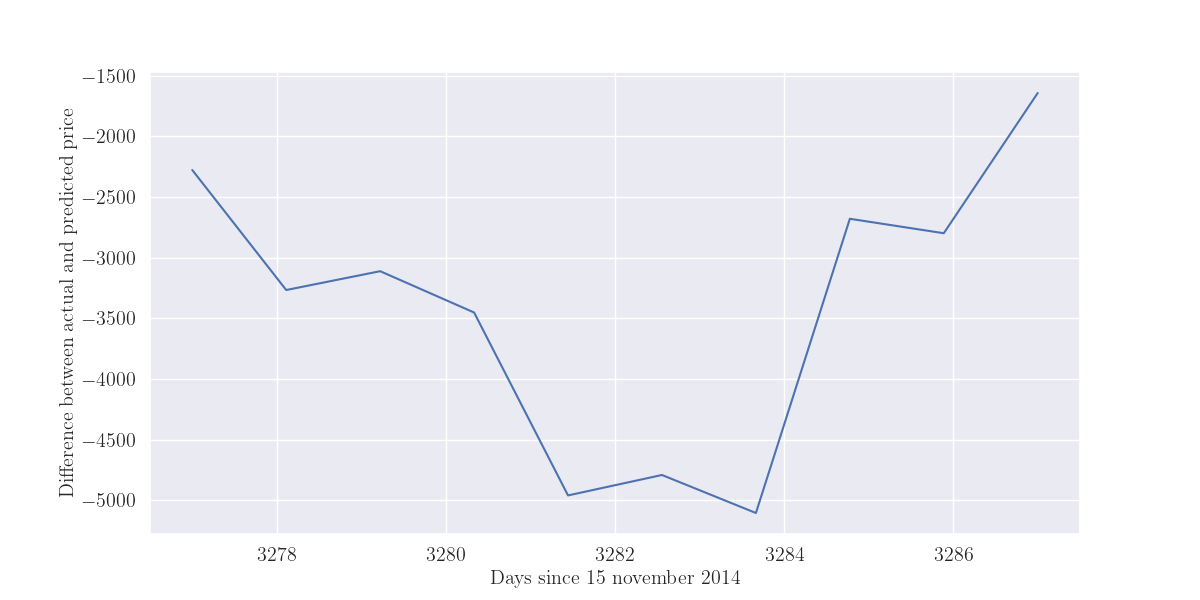 Difference between actual and predicted price
−1500
−2000
−2500
−3000
−3500
−4000
−4500
−5000
3278 3280 3282 3284 3286
Days since 15 november 2014